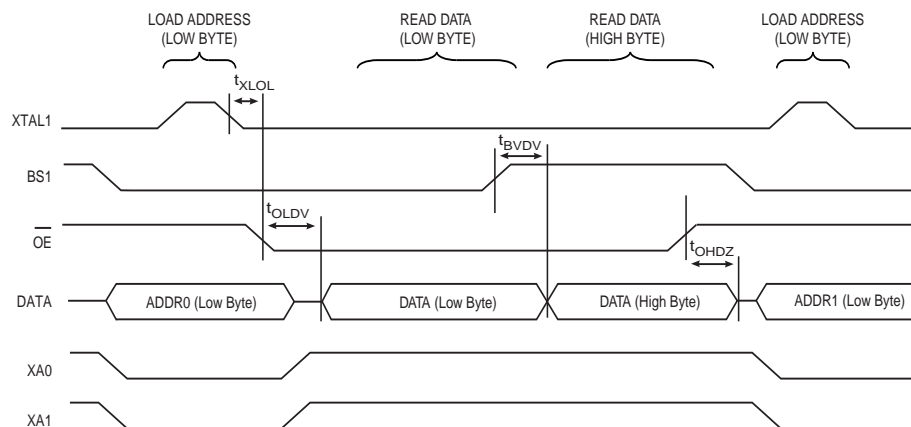 LOAD ADDRESS
(LOW BYTE)
READ DATA
(LOW BYTE)
READ DATA
(HIGH BYTE)
LOAD ADDRESS
(LOW BYTE)
tXLOL
XTAL1
tBVDV
BS1
tOLDV
OE
tOHDZ
DATA
ADDR0 (Low Byte)
DATA (Low Byte)
DATA (High Byte)
ADDR1 (Low Byte)
XA0
XA1